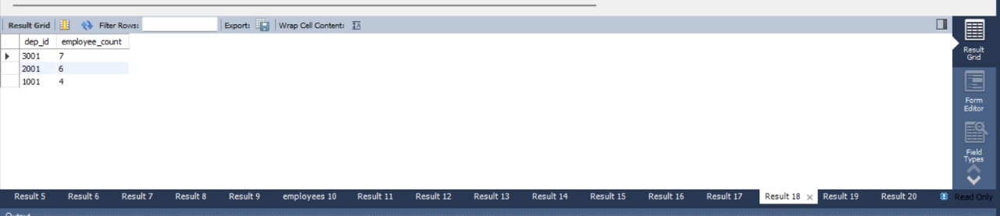 Result Grid Filter Rows: Export: Wrap Cell Content: IA
dep_id employee_count
3001 7
2001 6
1001 4
Result
Grid
Form
Editor
Field
Types
Result 5 Result 6 Result 7 Result 8 Result 9 employees 10 Result 11 Result 12 Result 13 Result 14 Result 15 Result 16 Result 17 Result 18 Result 19 Result 20 Read Only
Output